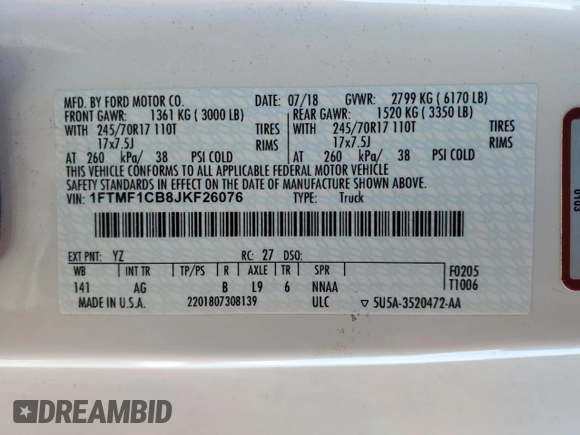 MFD. BY FORD MOTOR CO. DATE: 07/18 GVWR: 2799 KG ( 6170 LB)
FRONT GAWR: 1361 KG ( 3000 LB) REAR GAWR: 1520 KG ( 3350 LB)
WITH 245/70R17 110T TIRES WITH 245/70R17 110T TIRES
17x7.5J RIMS 17x7.5J RIMS
AT 260 kPa/ 38 PSI COLD AT 260 kPa/ 38 PSI COLD
THIS VEHICLE CONFORMS TO ALL APPLICABLE FEDERAL MOTOR VEHICLE
SAFETY STANDARDS IN EFFECT ON THE DATE OF MANUFACTURE SHOWN ABOVE.
VIN: 1FTMF1CB8JKF26076 TYPE: Truck
EXT PNT: YZ RC: 27 DSO:
WB INT TR TP/PS R AXLE TR SPR F0205
141 AG B L9 6 NNAA T1006
MADE IN U.S.A. 2201807308139 ULC ▽ 5U5A-3520472-AA
0103
DREAMBID